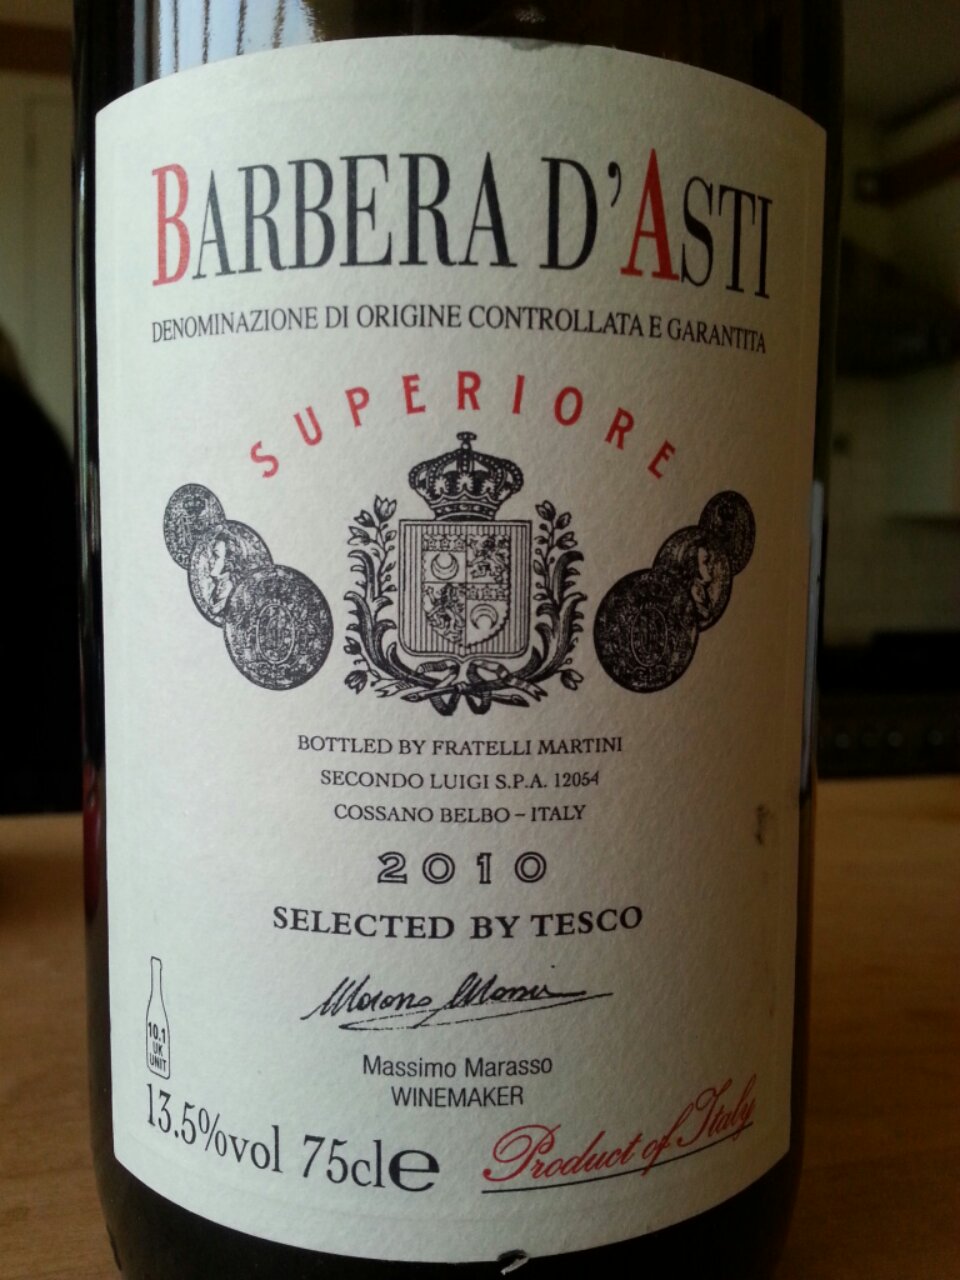 BARBERA D'ASTI
DENOMINAZIONE DI ORIGINE CONTROLLATA E GARANTITA
SUPERIORE
BOTTLED BY FRATELLI MARTINI
SECONDO LUIGI S.P.A. 12054
COSSANO BELBO – ITALY
2010
SELECTED BY TESCO
10.1
UK
UNIT
Massimo Marasso
WINEMAKER
13.5%vol 75cl e
Product of Italy